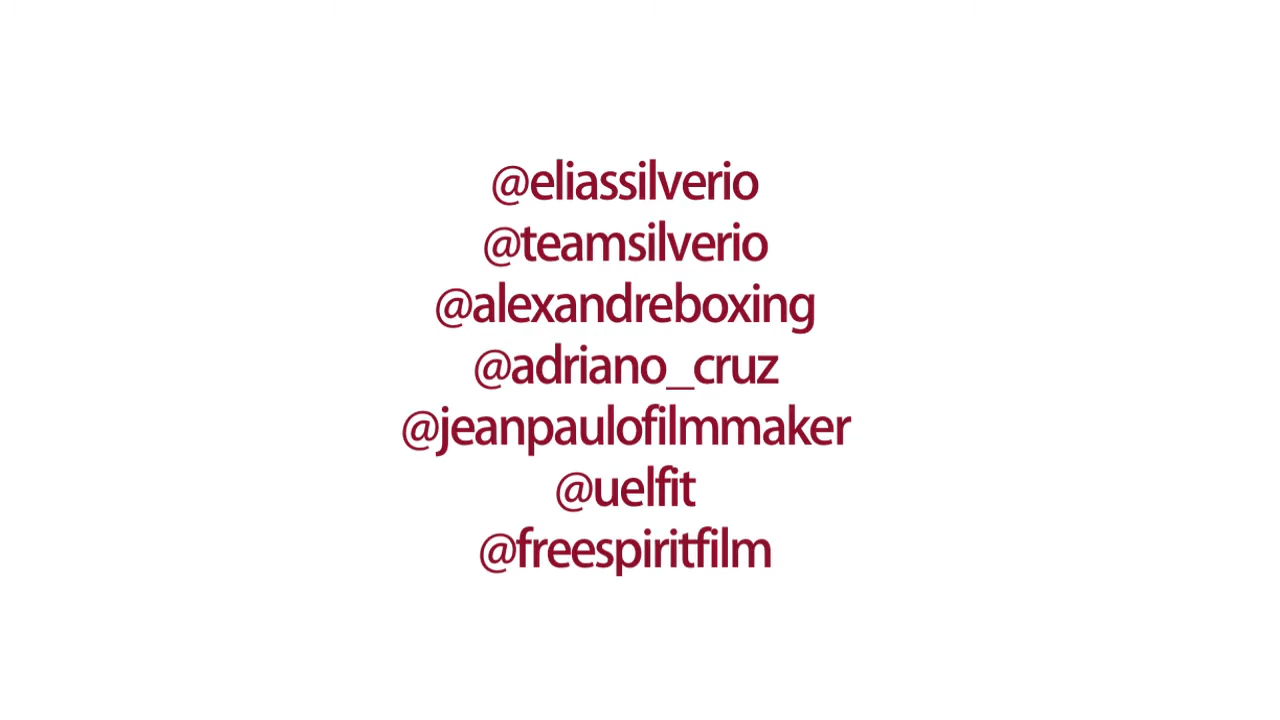 @eliassilverio
@teamsilverio
@alexandreboxing
@adriano_cruz
@jeanpaulofilmmaker
@uelfit
@freespiritfilm